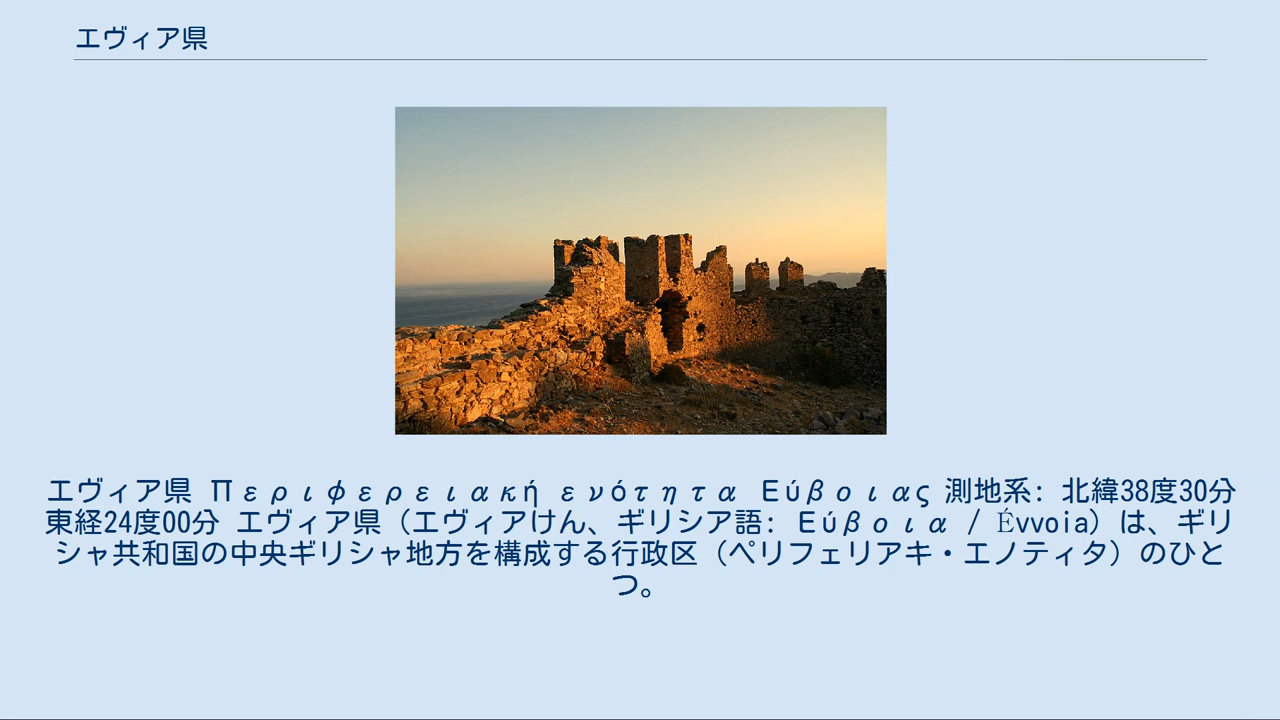 エヴィア県
エヴィア県 Περιφερειακή ενότητα Εύβοιας 測地系: 北緯38度30分
東経24度00分 エヴィア県（エヴィアけん、ギリシア語: Εύβοια / Évvoia）は、ギリ
シャ共和国の中央ギリシャ地方を構成する行政区（ペリフェリアキ・エノティタ）のひと
つ。